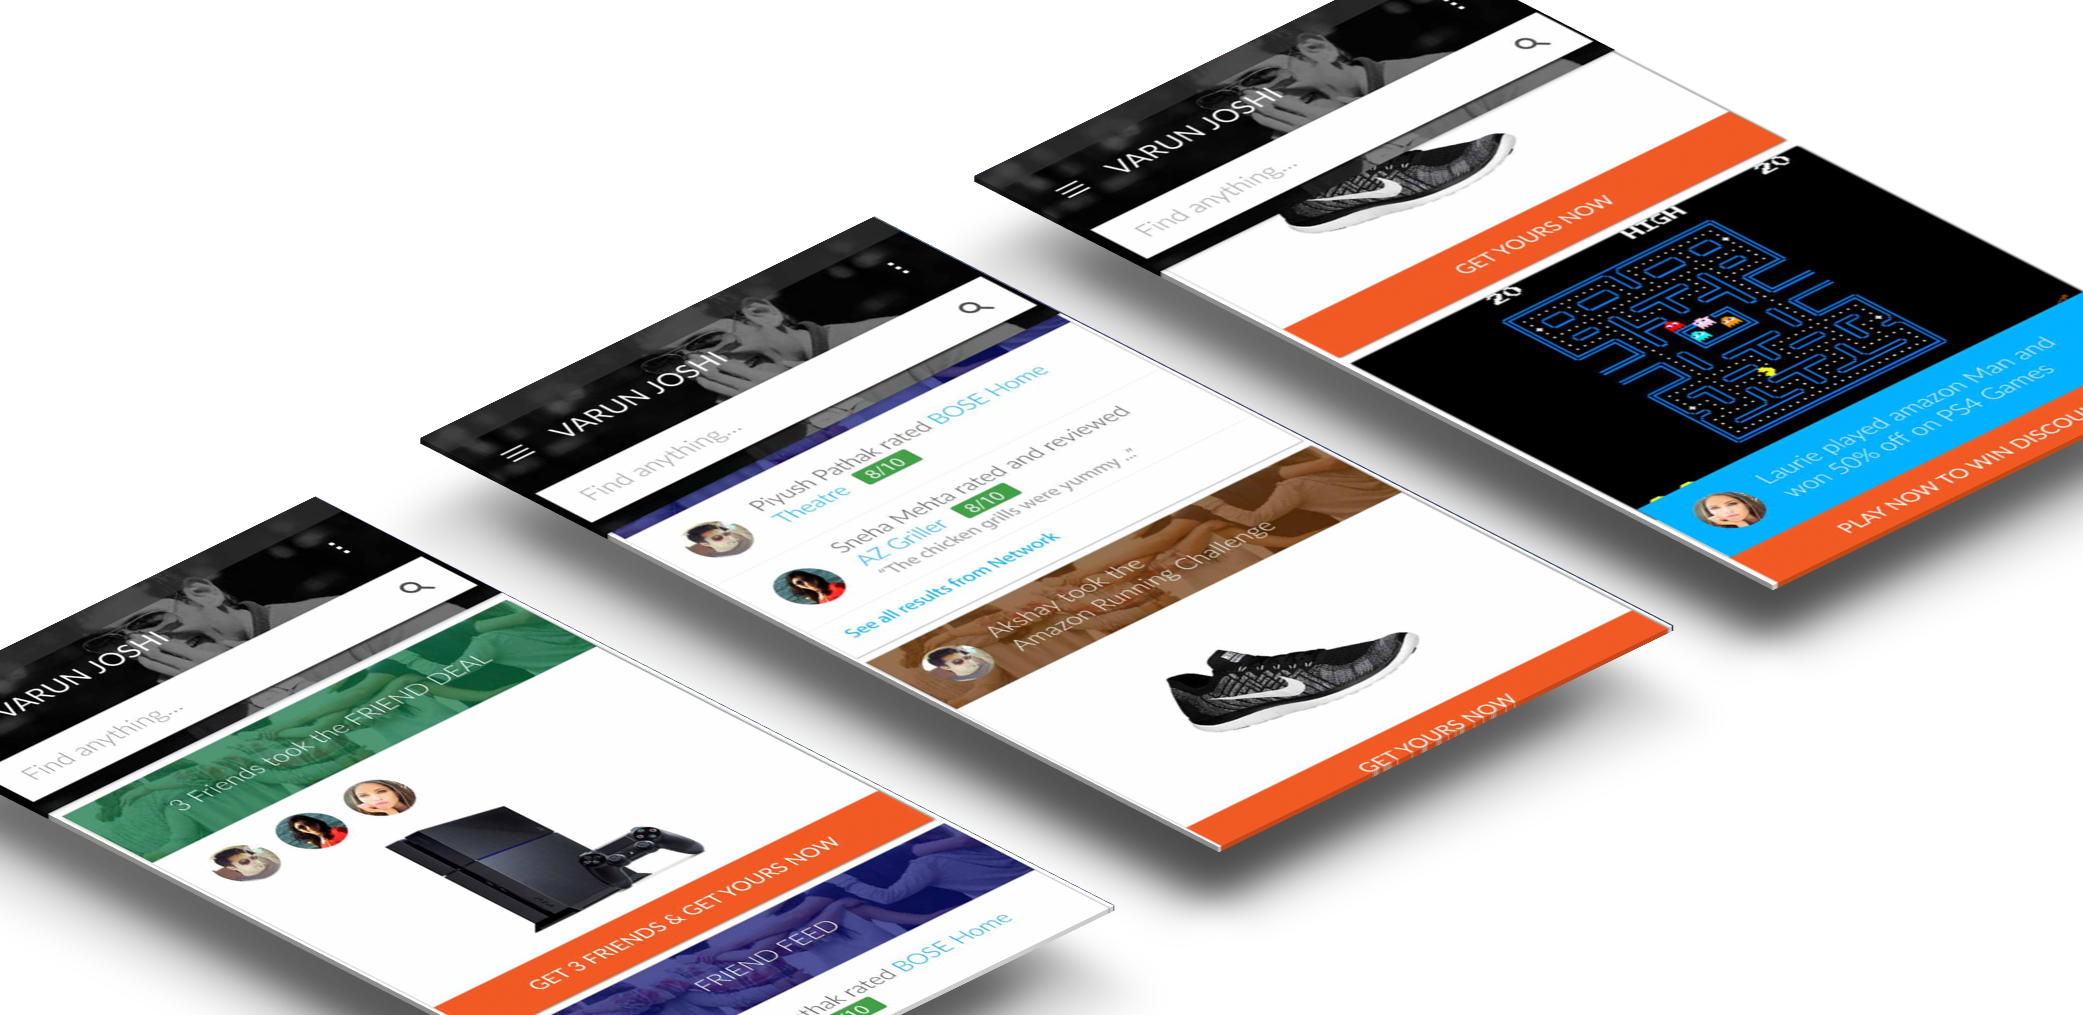 VARUN JOSHI
Find anything...
3 Friends took the FRIEND DEAL
GET 3 FRIENDS & GET YOURS NOW
FRIEND FEED
thak rated BOSE Home
/10
VARUN JOSHI
Find anything...
Piyush Pathak rated BOSE Home
Theatre 8/10
Sneha Mehta rated and reviewed
AZ Griller 8/10
“The chicken grills were yummy ...”
See all results from Network
Akshay took the
Amazon Running Challenge
GET YOURS NOW
VARUN JOSHI
Find anything...
GET YOURS NOW
20
HIGH
20
Laurie played amazon Man and
won 50% off on PS4 Games
PLAY NOW TO WIN DISCOU